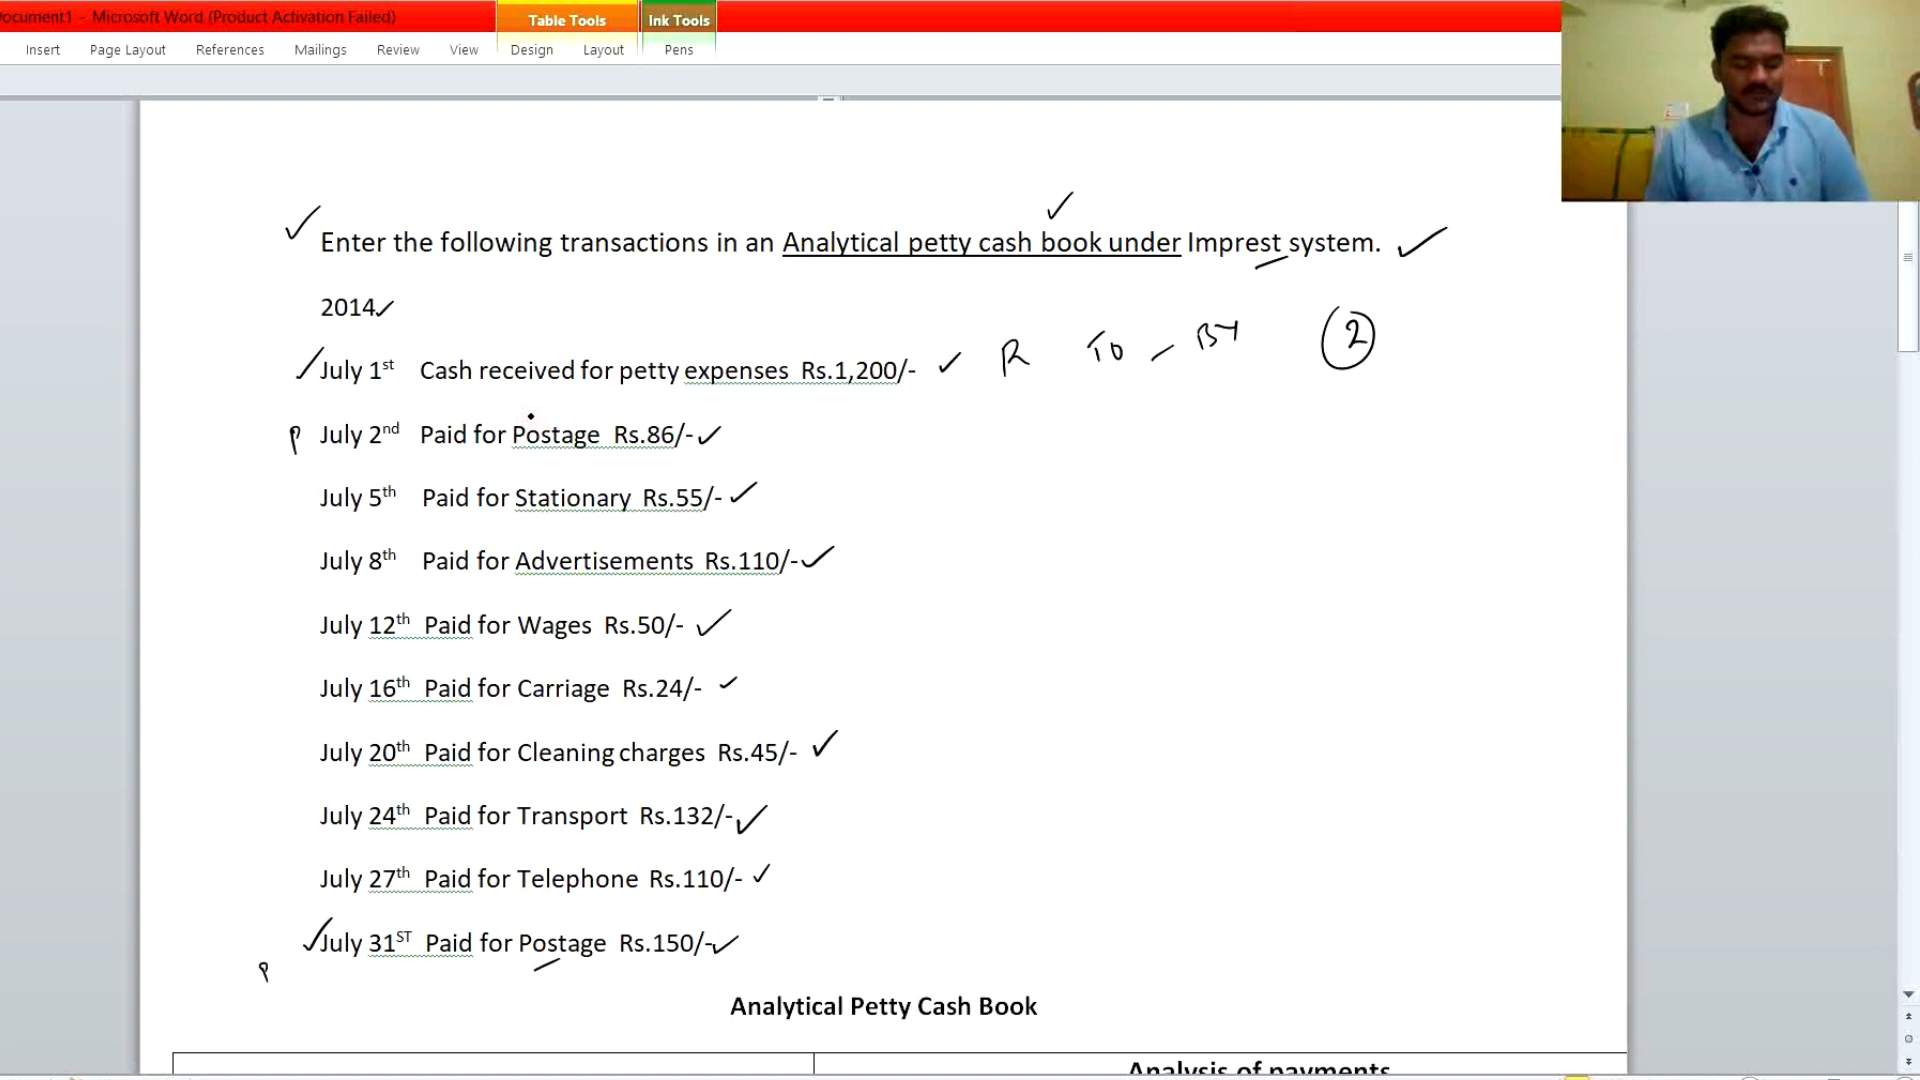 ocument1 - Microsoft Word (Product Activation Failed)
Table Tools
Ink Tools
Insert Page Layout References Mailings Review View Design Layout Pens
Enter the following transactions in an Analytical petty cash book under Imprest system.
2014
July 1st Cash received for petty expenses Rs.1,200/- R To - BY 2
P July 2nd Paid for Postage Rs.86/-
July 5th Paid for Stationary Rs.55/-
July 8th Paid for Advertisements Rs.110/-
July 12th Paid for Wages Rs.50/-
July 16th Paid for Carriage Rs.24/-
July 20th Paid for Cleaning charges Rs.45/-
July 24th Paid for Transport Rs.132/-
July 27th Paid for Telephone Rs.110/-
July 31ST Paid for Postage Rs.150/-
P
Analytical Petty Cash Book
Analysis of payments